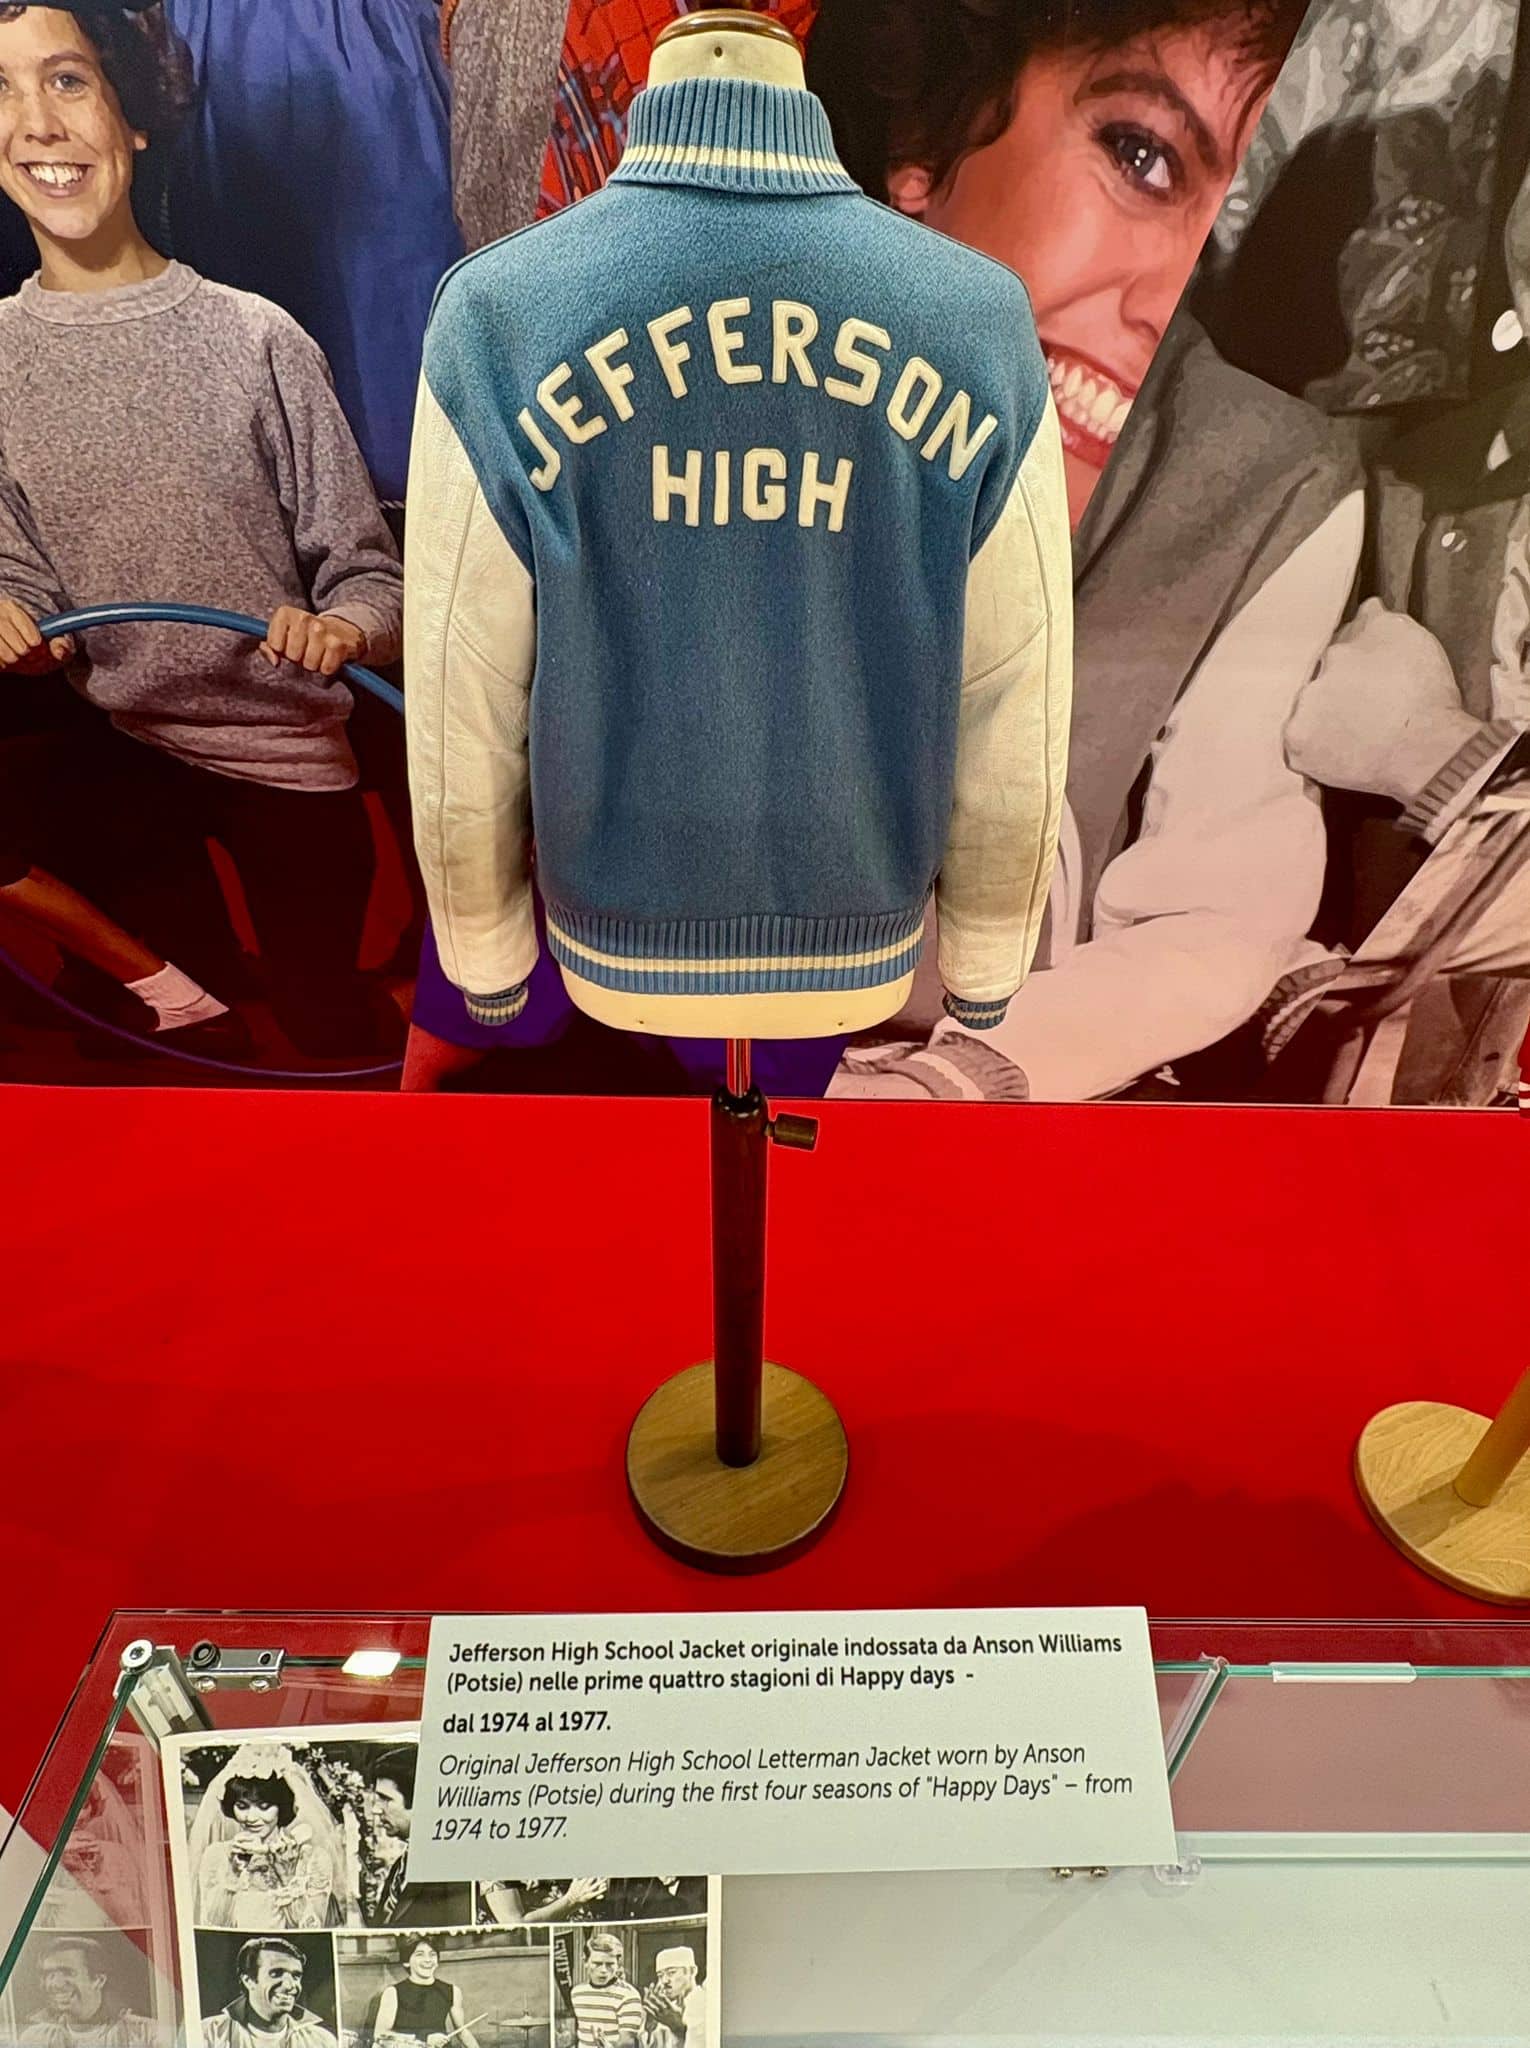 JEFFERSON
HIGH
Jefferson High School Jacket originale indossata da Anson Williams
(Potsie) nelle prime quattro stagioni di Happy days -
dal 1974 al 1977.
Original Jefferson High School Letterman Jacket worn by Anson
Williams (Potsie) during the first four seasons of "Happy Days" – from
1974 to 1977.
SWIFT